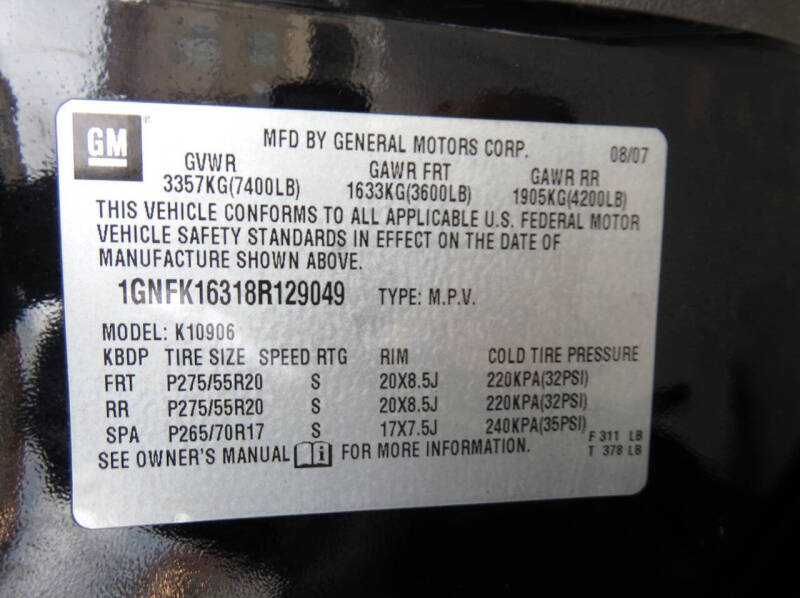 GM ®
MFD BY GENERAL MOTORS CORP. 08/07
GVWR GAWR FRT GAWR RR
3357KG(7400LB) 1633KG(3600LB) 1905KG(4200LB)
THIS VEHICLE CONFORMS TO ALL APPLICABLE U.S. FEDERAL MOTOR
VEHICLE SAFETY STANDARDS IN EFFECT ON THE DATE OF
MANUFACTURE SHOWN ABOVE.
1GNFK16318R129049 TYPE: M.P.V.
MODEL: K10906
KBDP TIRE SIZE SPEED RTG RIM COLD TIRE PRESSURE
FRT P275/55R20 S 20X8.5J 220KPA(32PSI)
RR P275/55R20 S 20X8.5J 220KPA(32PSI)
SPA P265/70R17 S 17X7.5J 240KPA(35PSI)
F 311 LB
SEE OWNER'S MANUAL i FOR MORE INFORMATION. T 378 LB